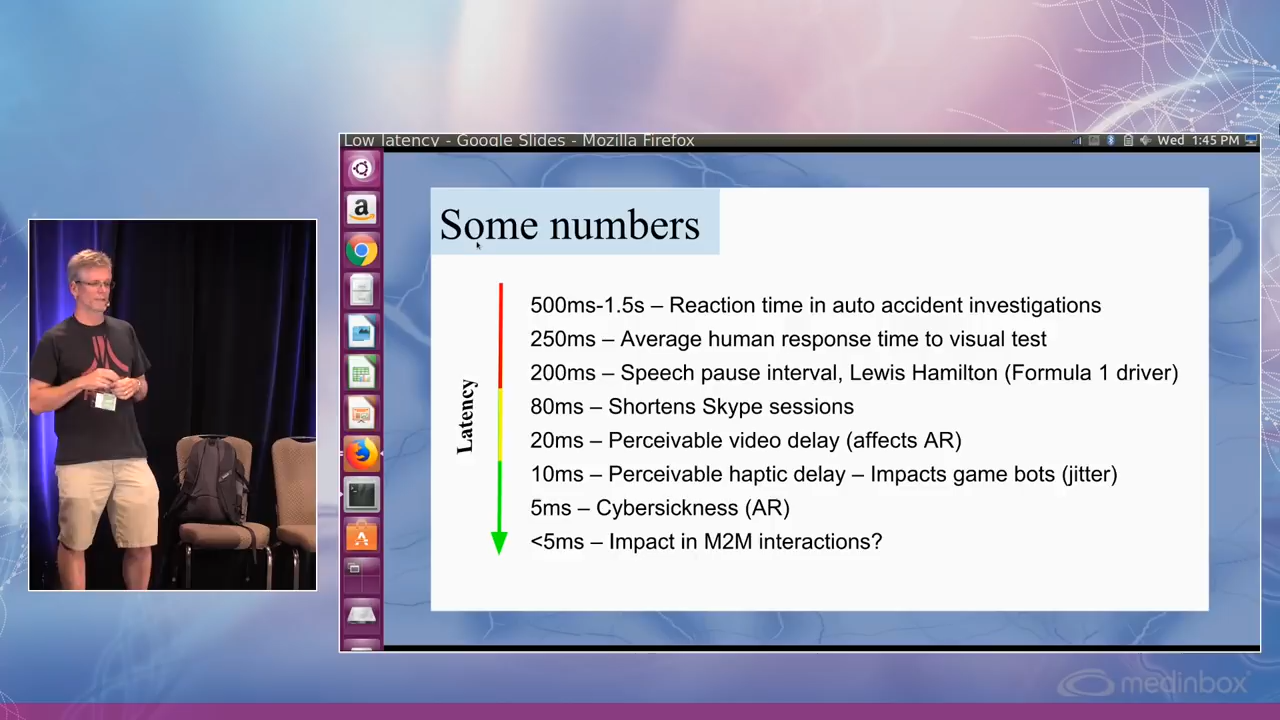 Low latency - Google Slides - Mozilla Firefox
Wed 1:45 PM
Some numbers
Latency
500ms-1.5s – Reaction time in auto accident investigations
250ms – Average human response time to visual test
200ms – Speech pause interval, Lewis Hamilton (Formula 1 driver)
80ms – Shortens Skype sessions
20ms – Perceivable video delay (affects AR)
10ms – Perceivable haptic delay – Impacts game bots (jitter)
5ms – Cybersickness (AR)
<5ms – Impact in M2M interactions?
medinbox